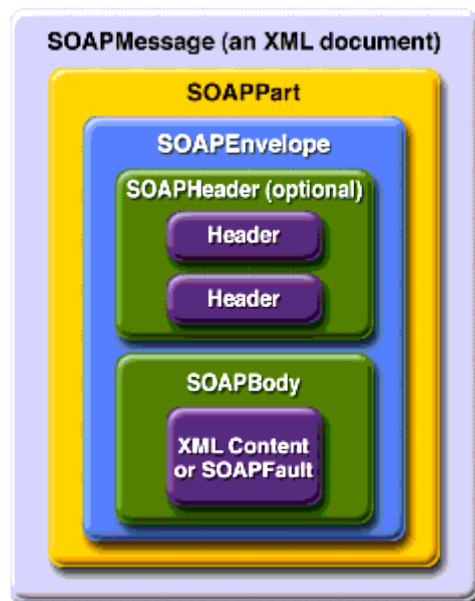 SOAPMessage (an XML document)
SOAPPart
SOAPEnvelope
SOAPHeader (optional)
Header
Header
SOAPBody
XML Content
or SOAPFault